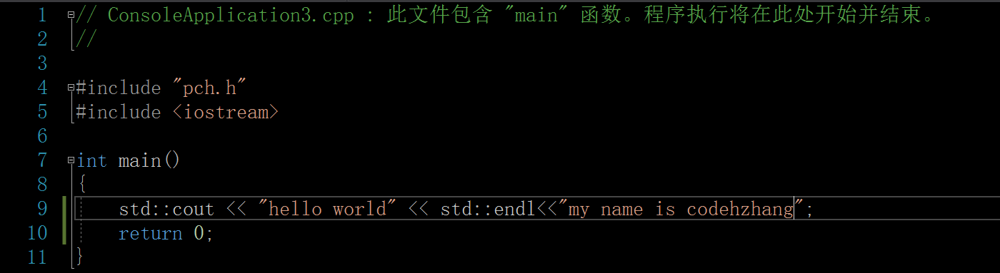 1 // ConsoleApplication3.cpp : 此文件包含 "main" 函数。程序执行将在此处开始并结束。
2 //
3
4 #include "pch.h"
5 #include <iostream>
6
7 int main()
8 {
9 std::cout << "hello world" << std::endl<<"my name is codehzhang";
10 return 0;
11 }